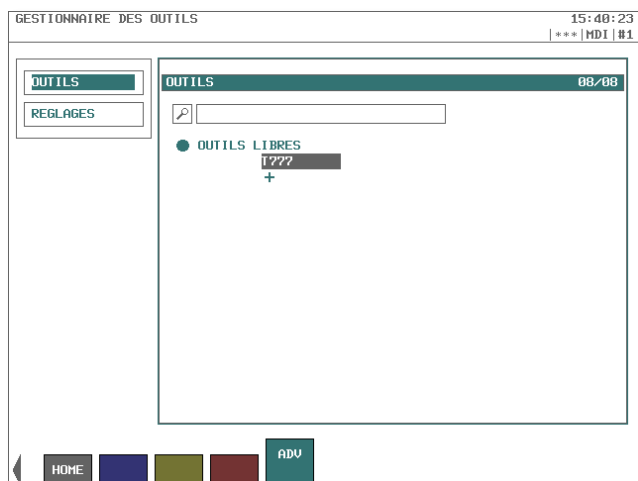 GESTIONNAIRE DES OUTILS
15:40:23
|***|MDI|#1
OUTILS
REGLAGES
OUTILS 08/08
OUTILS LIBRES
T???
+
HOME
ADV